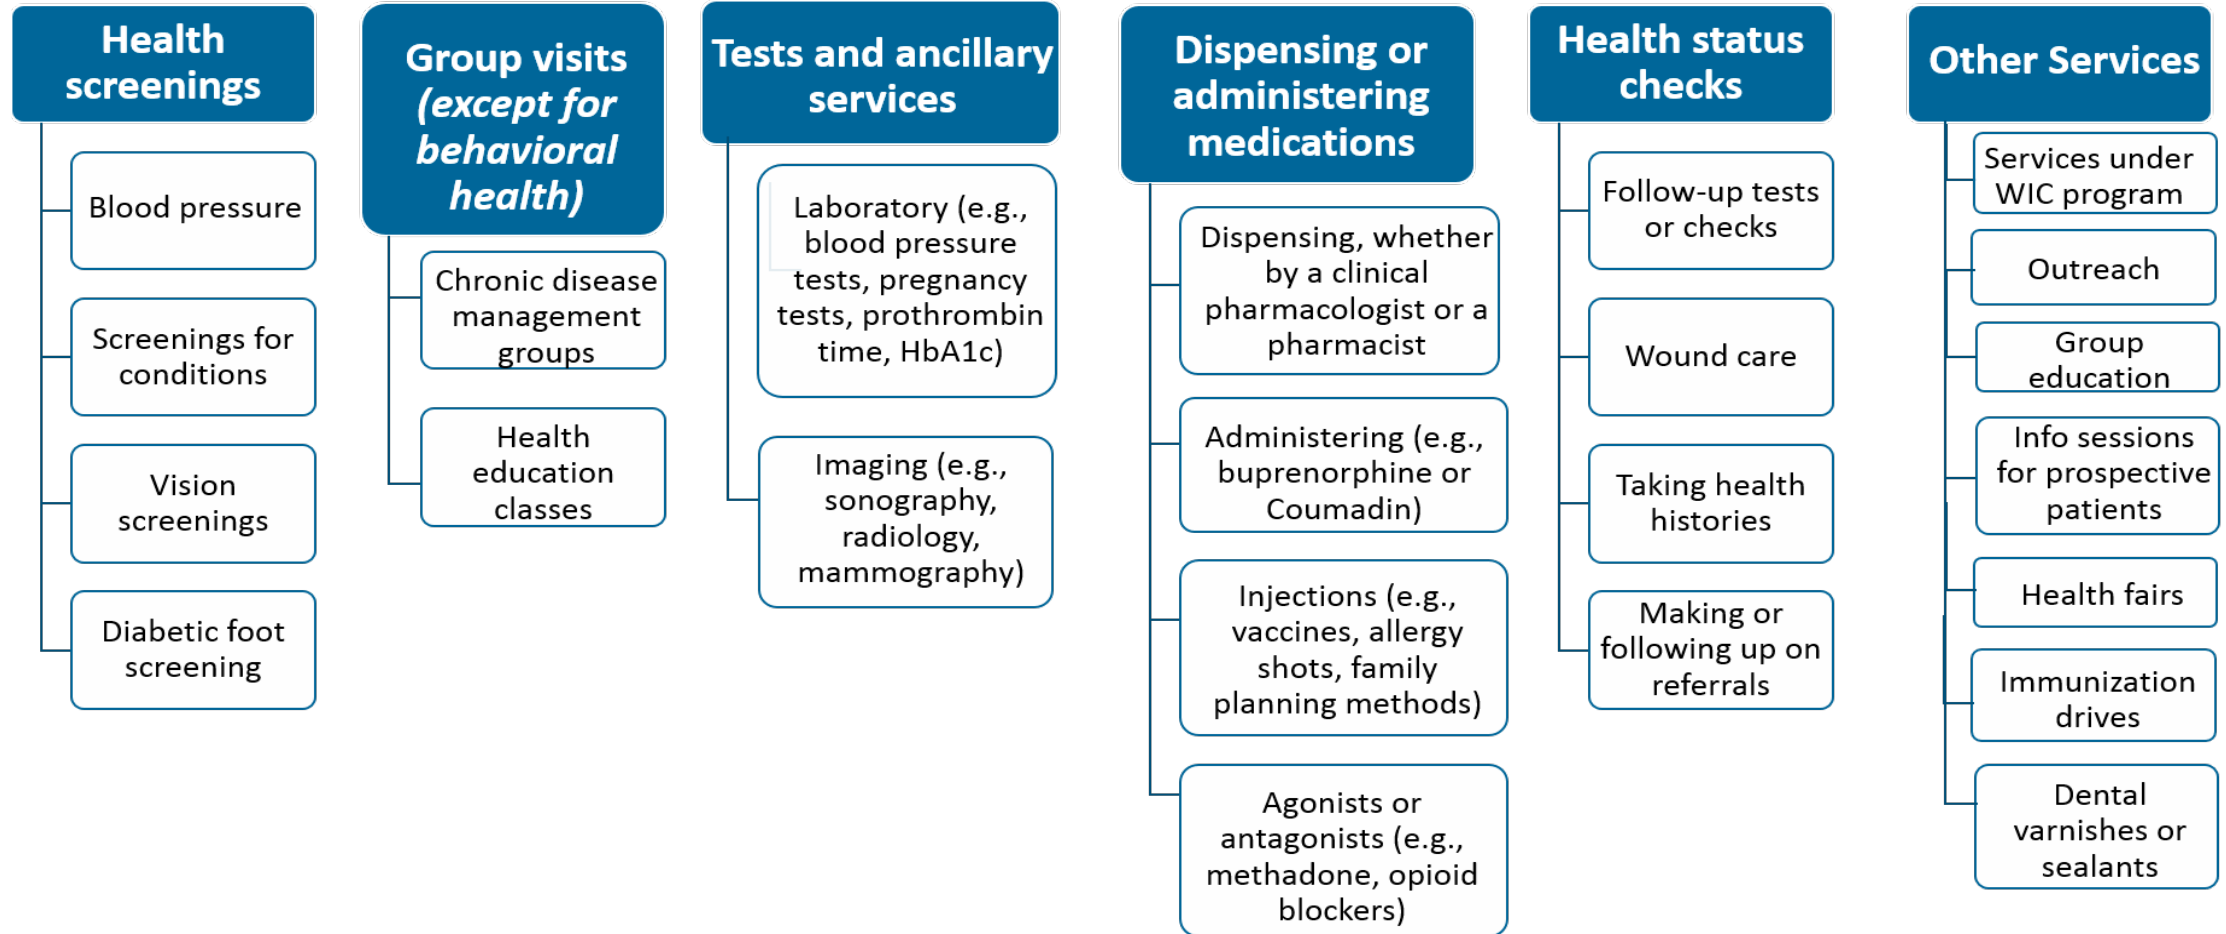 Health
screenings
Blood pressure
Screenings for
conditions
Vision
screenings
Diabetic foot
screening
Group visits
(except for
behavioral
health)
Chronic disease
management
groups
Health
education
classes
Tests and ancillary
services
Laboratory (e.g.,
blood pressure
tests, pregnancy
tests, prothrombin
time, HbA1c)
Imaging (e.g.,
sonography,
radiology,
mammography)
Dispensing or
administering
medications
Dispensing, whether
by a clinical
pharmacologist or a
pharmacist
Administering (e.g.,
buprenorphine or
Coumadin)
Injections (e.g.,
vaccines, allergy
shots, family
planning methods)
Agonists or
antagonists (e.g.,
methadone, opioid
blockers)
Health status
checks
Follow-up tests
or checks
Wound care
Taking health
histories
Making or
following up on
referrals
Other Services
Services under
WIC program
Outreach
Group
education
Info sessions
for prospective
patients
Health fairs
Immunization
drives
Dental
varnishes or
sealants